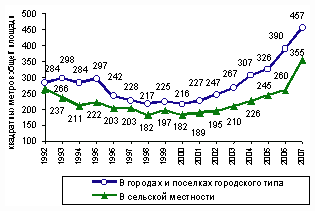 квадратных метров общей площади
500
450
400
350
300
250
200
150
100
284 298 284 297 242 228 217 225 216 227 247 267 307 326 390 457
266 237 211 222 203 203 182 197 182 189 195 210 226 245 260 355
1992 1993 1994 1995 1996 1997 1998 1999 2000 2001 2002 2003 2004 2005 2006 2007
В городах и поселках городского типа
В сельской местности